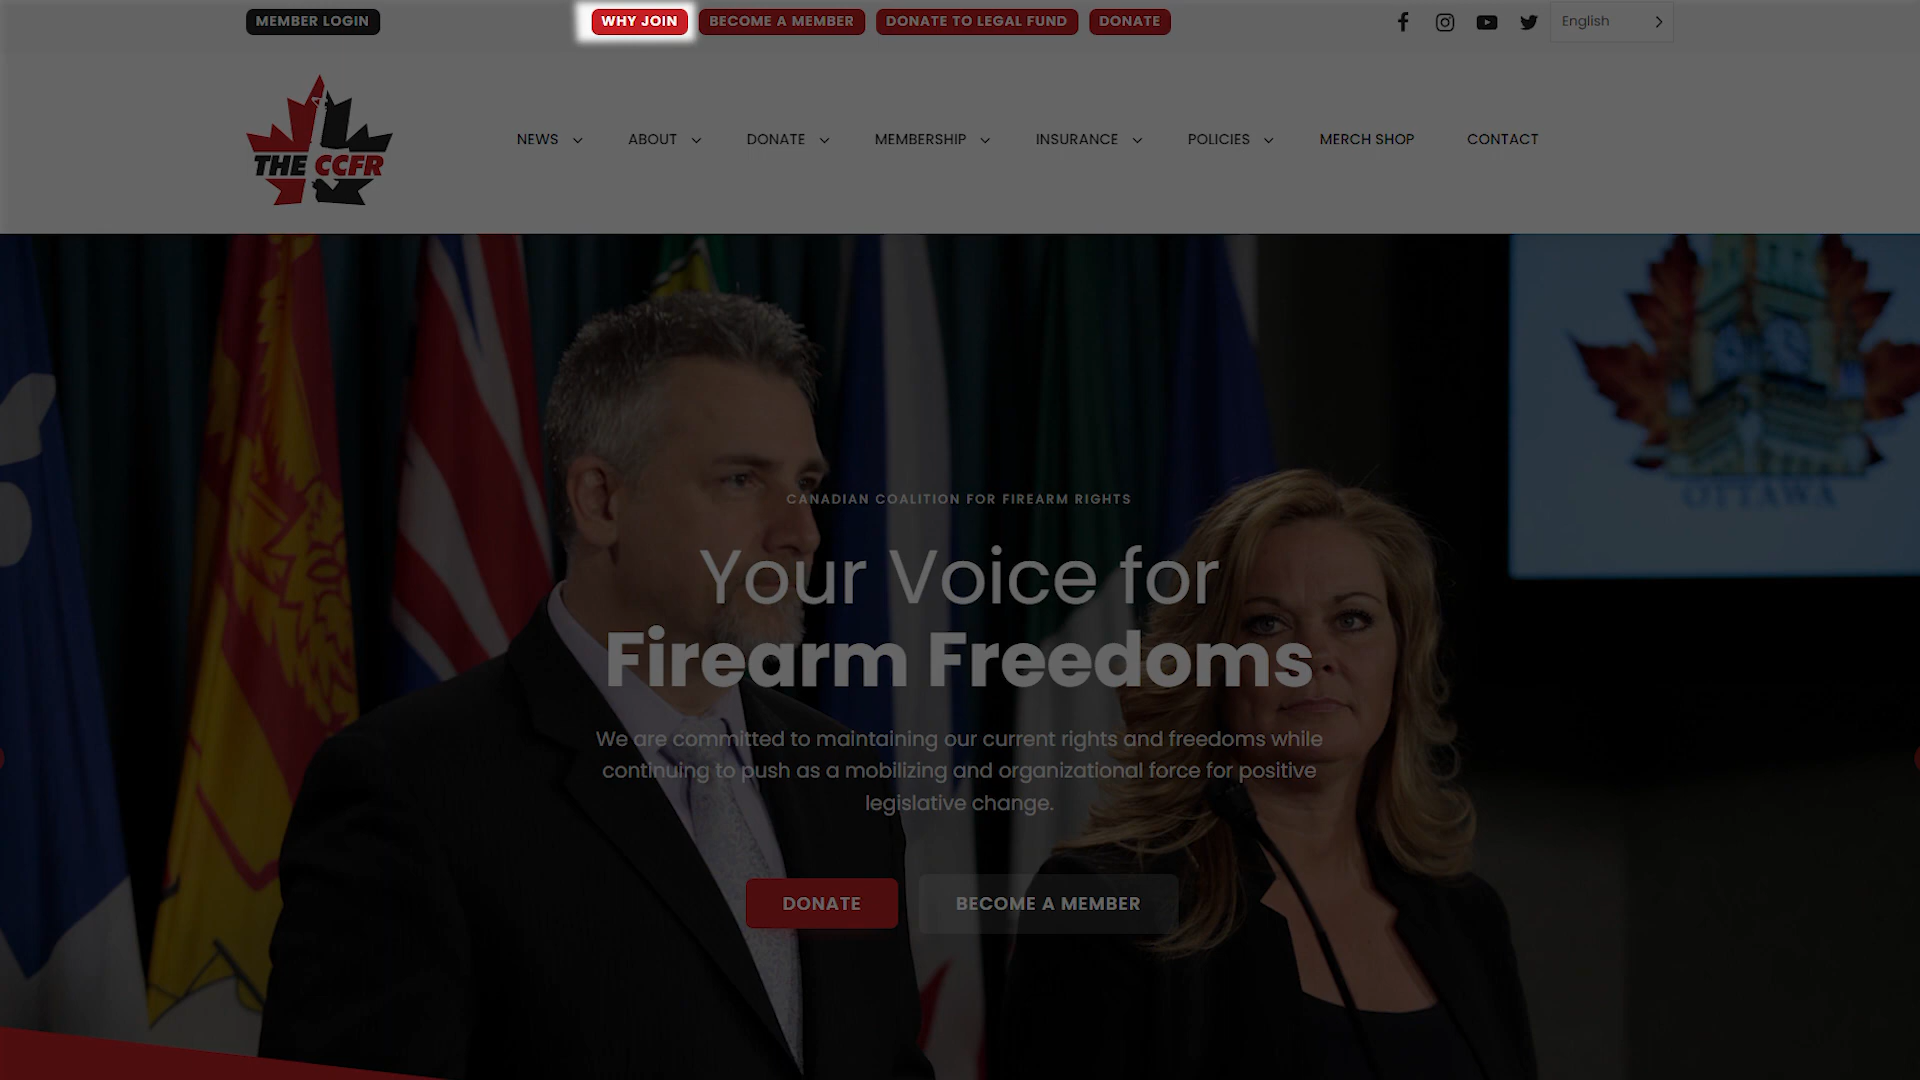 MEMBER LOGIN
WHY JOIN
BECOME A MEMBER
DONATE TO LEGAL FUND
DONATE
English
THE CCFR
NEWS
ABOUT
DONATE
MEMBERSHIP
INSURANCE
POLICIES
MERCH SHOP
CONTACT
OTTAWA
CANADIAN COALITION FOR FIREARM RIGHTS
Your Voice for
Firearm Freedoms
We are committed to maintaining our current rights and freedoms while
continuing to push as a mobilizing and organizational force for positive
legislative change.
DONATE
BECOME A MEMBER